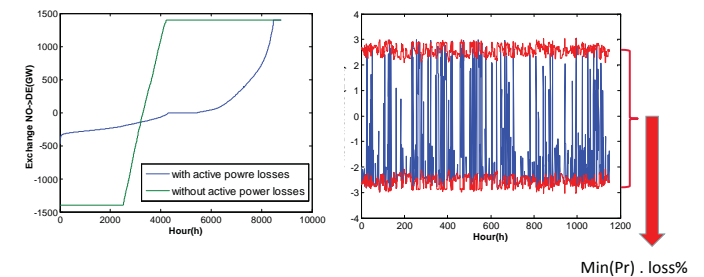 1500
1000
500
0
-500
-1000
-1500
Exchange NO->DE(GW)
with active powre losses
without active power losses
0 2000 4000 6000 8000 10000
Hour(h)
4
3
2
1
0
-1
-2
-3
-4
0 200 400 600 800 1000 1200
Hour(h)
Min(Pr) . loss%